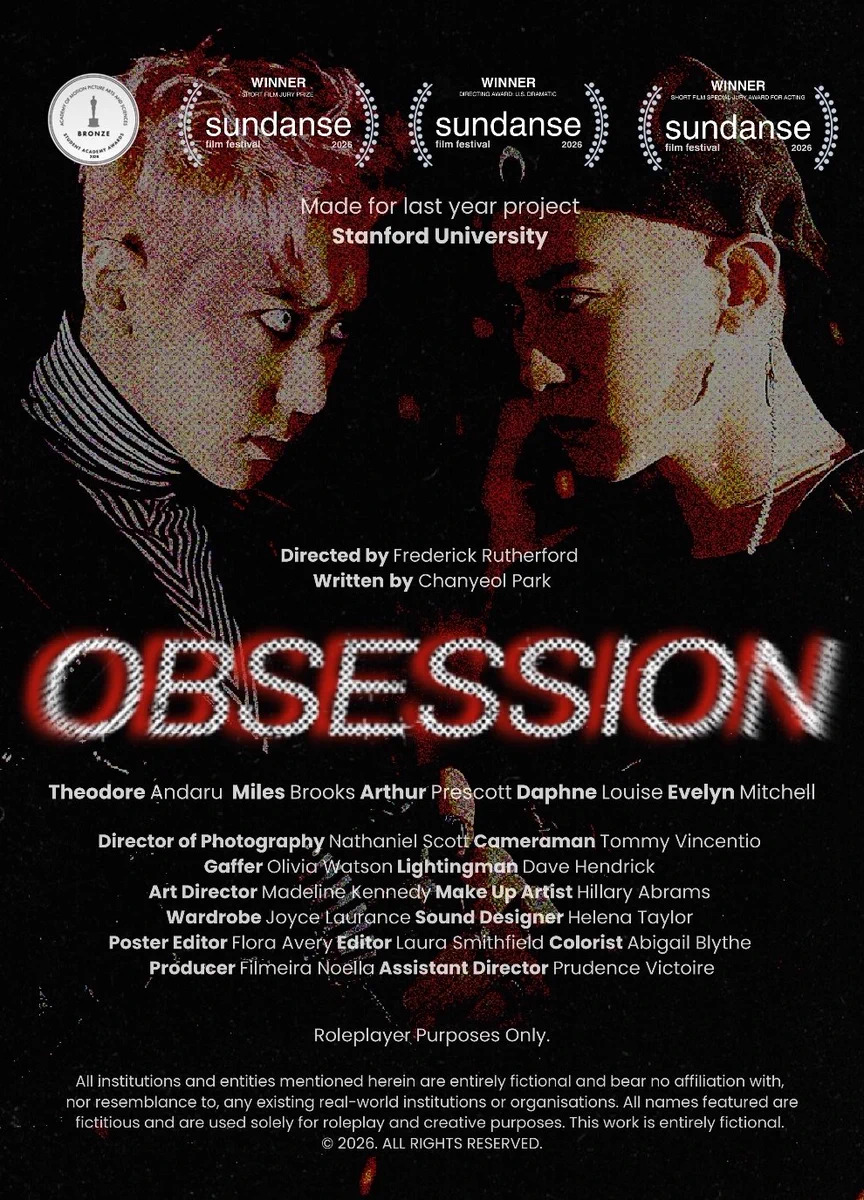 ACADEMY OF MOTION PICTURE ARTS AND SCIENCES
BRONZE
STUDENT ACADEMY AWARDS
WINNER
SHORT FILM JURY PRIZE
sundanse
film festival 2026
WINNER
DIRECTING AWARD: U.S. DRAMATIC
sundanse
film festival 2026
WINNER
SHORT FILM SPECIAL JURY AWARD FOR ACTING
sundanse
film festival 2026
Made for last year project
Stanford University
Directed by Frederick Rutherford
Written by Chanyeol Park
OBSESSION
Theodore Andaru Miles Brooks Arthur Prescott Daphne Louise Evelyn Mitchell
Director of Photography Nathaniel Scott Cameraman Tommy Vincentio
Gaffer Olivia Watson Lightingman Dave Hendrick
Art Director Madeline Kennedy Make Up Artist Hillary Abrams
Wardrobe Joyce Laurance Sound Designer Helena Taylor
Poster Editor Flora Avery Editor Laura Smithfield Colorist Abigail Blythe
Producer Filmeira Noella Assistant Director Prudence Victoire
Roleplayer Purposes Only.
All institutions and entities mentioned herein are entirely fictional and bear no affiliation with,
nor resemblance to, any existing real-world institutions or organisations. All names featured are
fictitious and are used solely for roleplay and creative purposes. This work is entirely fictional.
© 2026. ALL RIGHTS RESERVED.